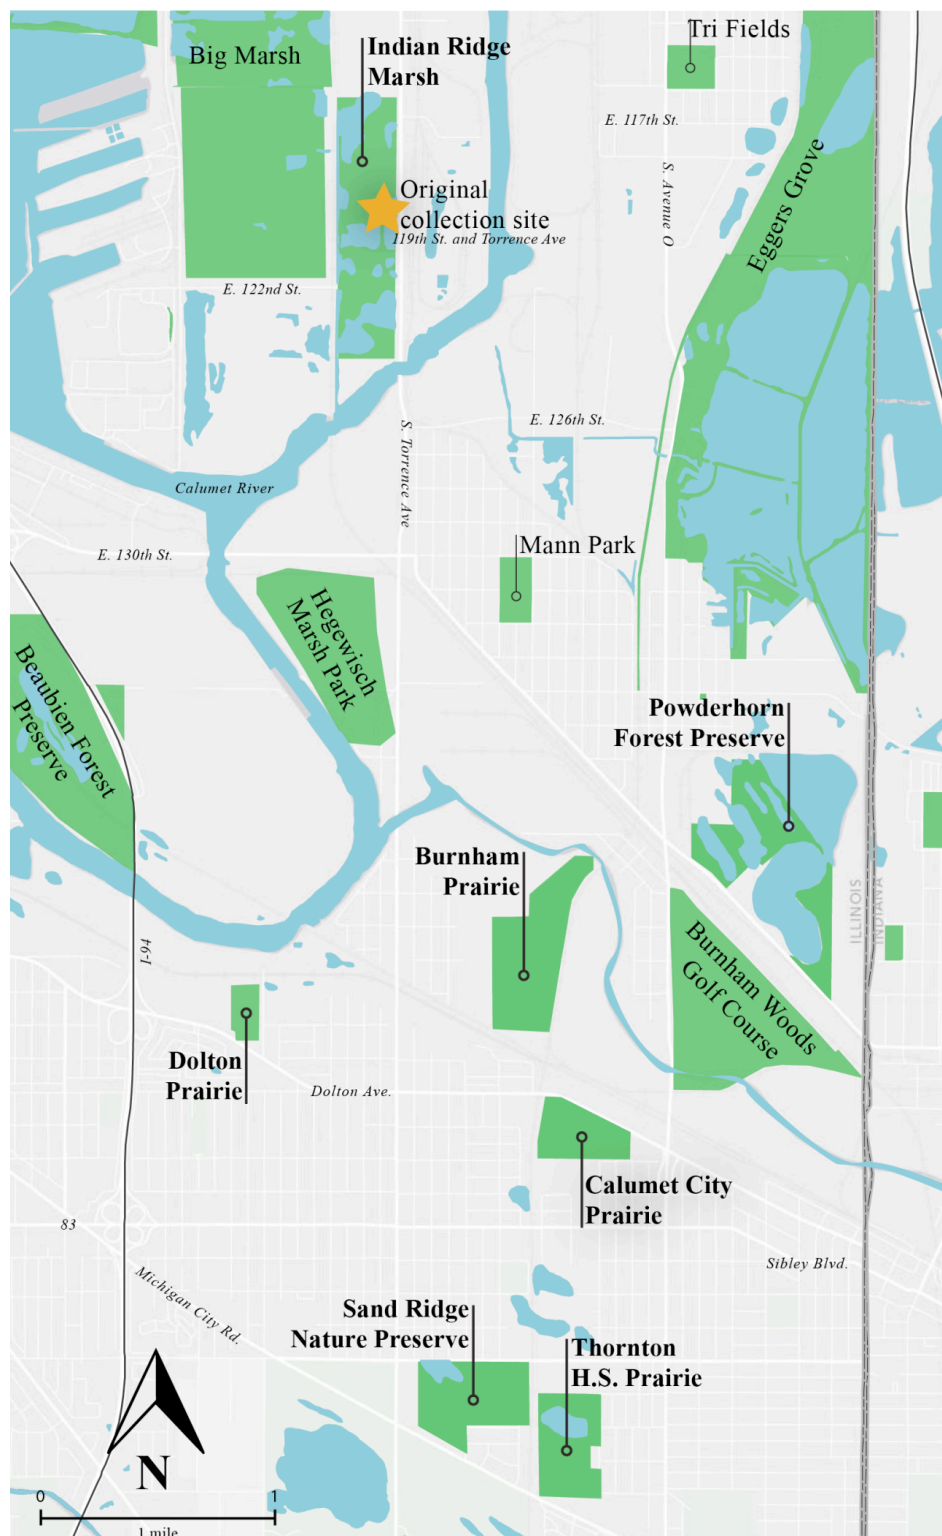 Tri Fields
Indian Ridge
Marsh
Big Marsh
E. 117th St.
S. Avenue O
Eggers Grove
Original
collection site
119th St. and Torrence Ave
E. 122nd St.
E. 126th St.
S. Torrence Ave
Calumet River
Mann Park
E. 130th St.
Hegewisch
Marsh Park
Beaubien Forest
Preserve
Powderhorn
Forest Preserve
Burnham
Prairie
ILLINOIS
INDIANA
Burnham Woods
Golf Course
I-94
Dolton
Prairie
Dolton Ave.
Calumet City
Prairie
83
Sibley Blvd.
Michigan City Rd.
Sand Ridge
Nature Preserve
Thornton
H.S. Prairie
N
0 1
1 mile